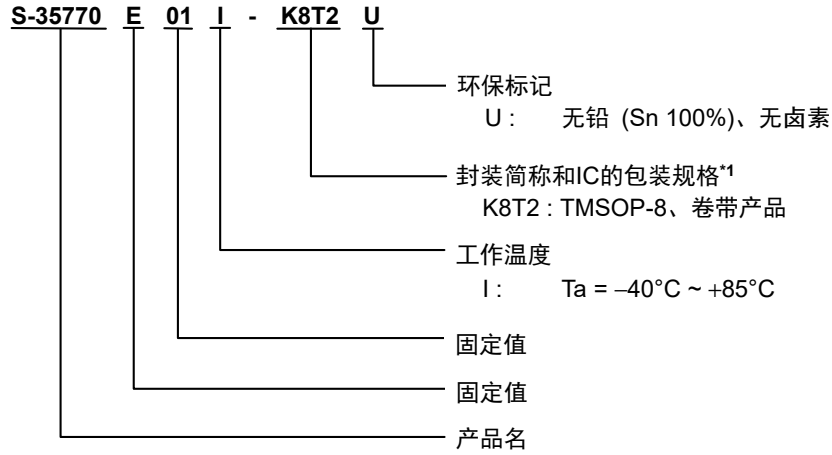 S-35770 E 01 I - K8T2 U
环保标记
U : 无铅 (Sn 100%)、无卤素
封装简称和IC的包装规格*1
K8T2 : TMSOP-8、卷带产品
工作温度
I : Ta = −40°C ~ +85°C
固定值
固定值
产品名